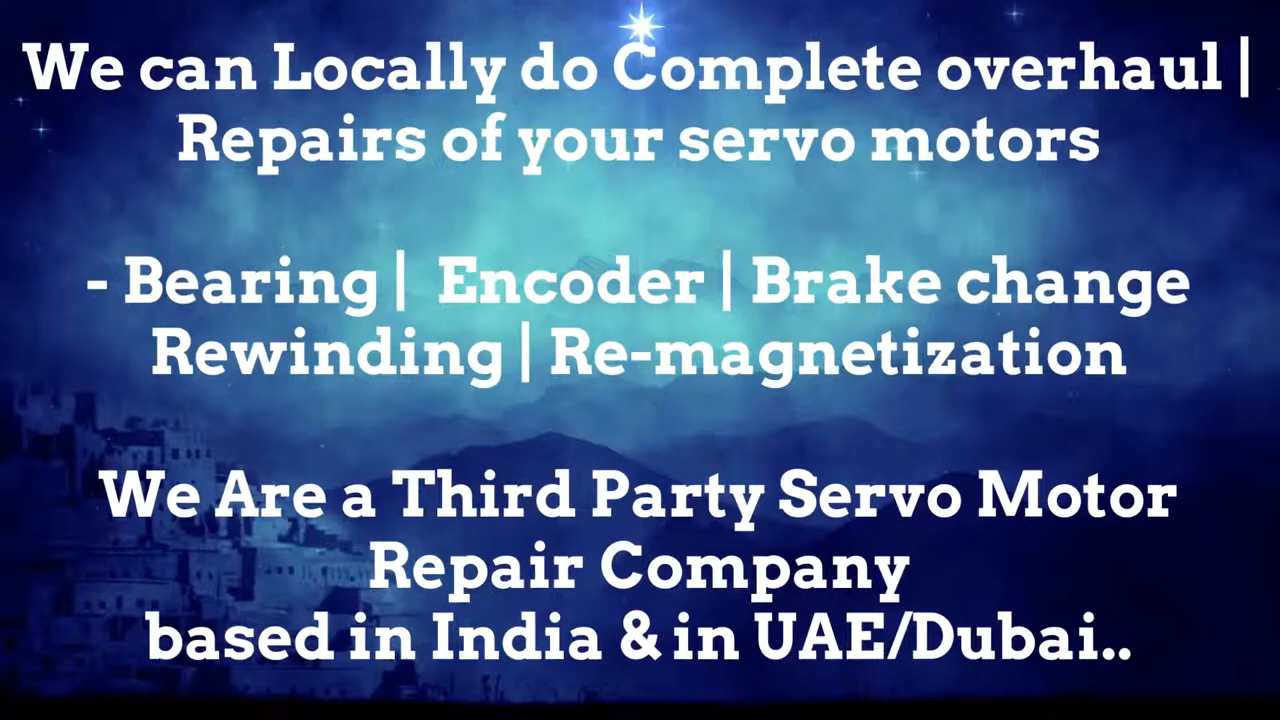 We can Locally do Complete overhaul |
Repairs of your servo motors
- Bearing | Encoder | Brake change
Rewinding | Re-magnetization
We Are a Third Party Servo Motor
Repair Company
based in India & in UAE/Dubai..